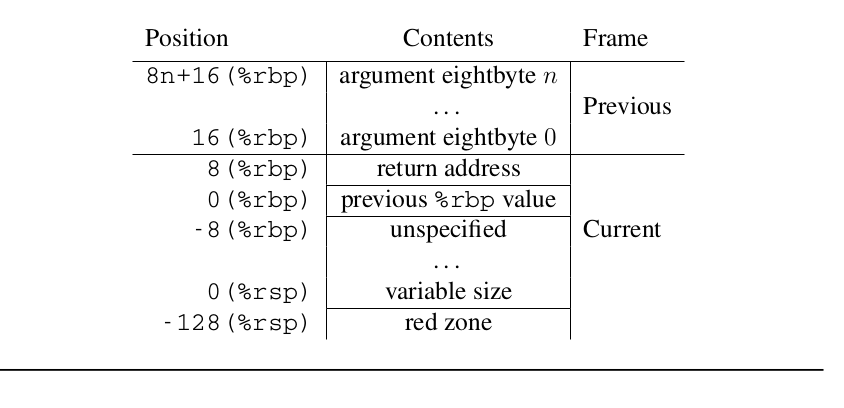 Position Contents Frame
8n+16(%rbp) argument eightbyte n
. . . Previous
16(%rbp) argument eightbyte 0
8(%rbp) return address
0(%rbp) previous %rbp value
-8(%rbp) unspecified Current
. . .
0(%rsp) variable size
-128(%rsp) red zone